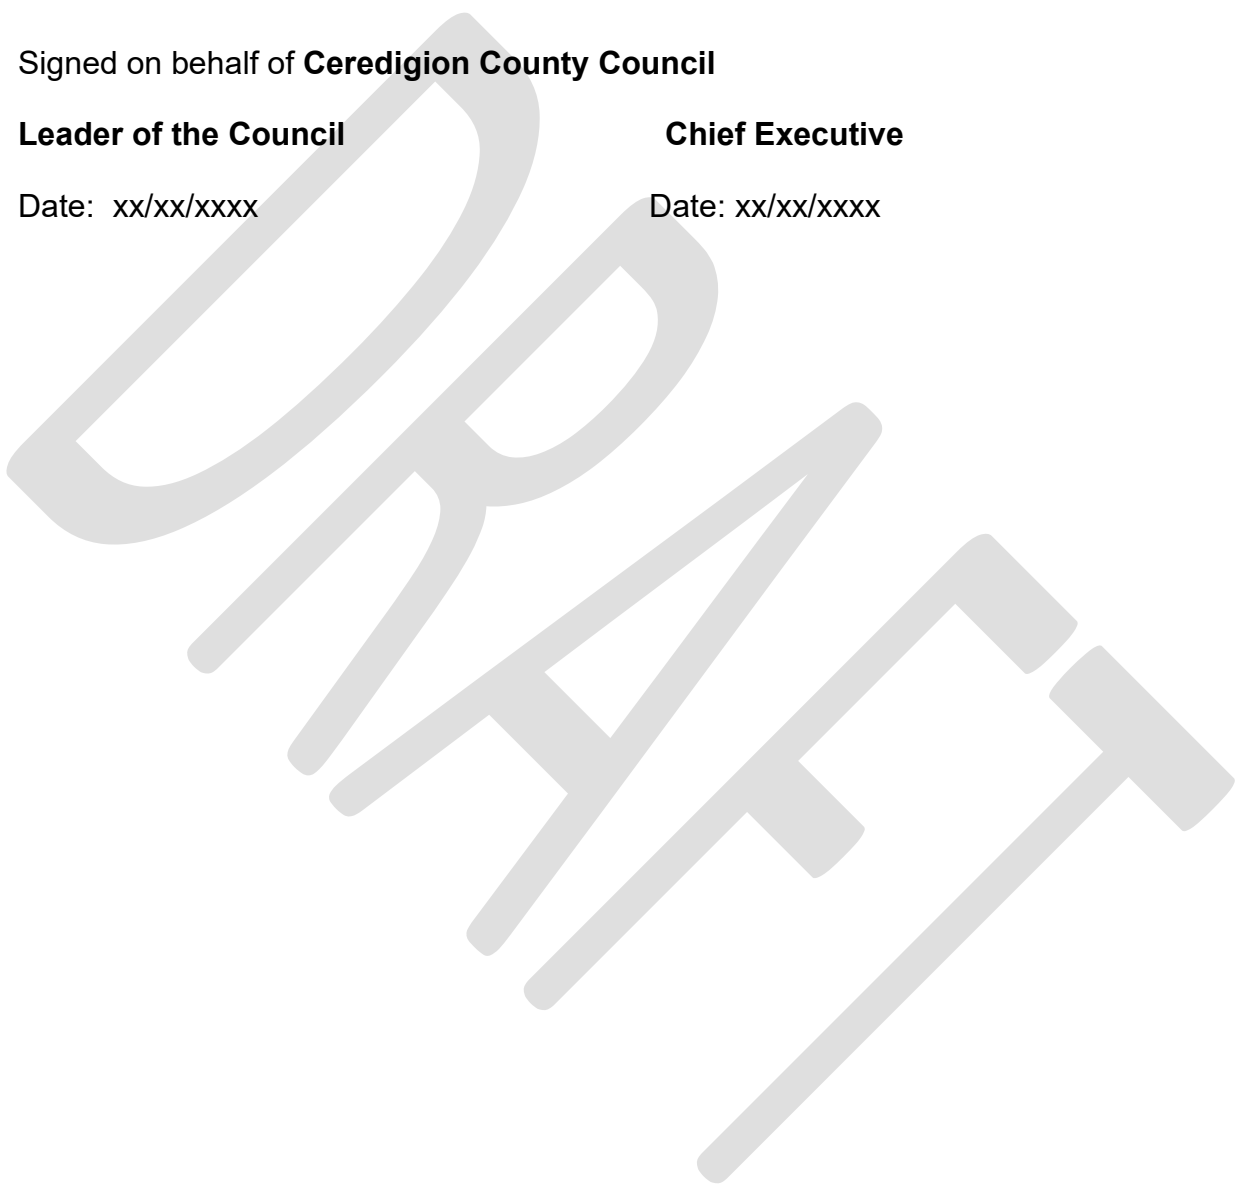 Signed on behalf of Ceredigion County Council
Leader of the Council Chief Executive
Date: xx/xx/xxxx Date: xx/xx/xxxx
DRAFT